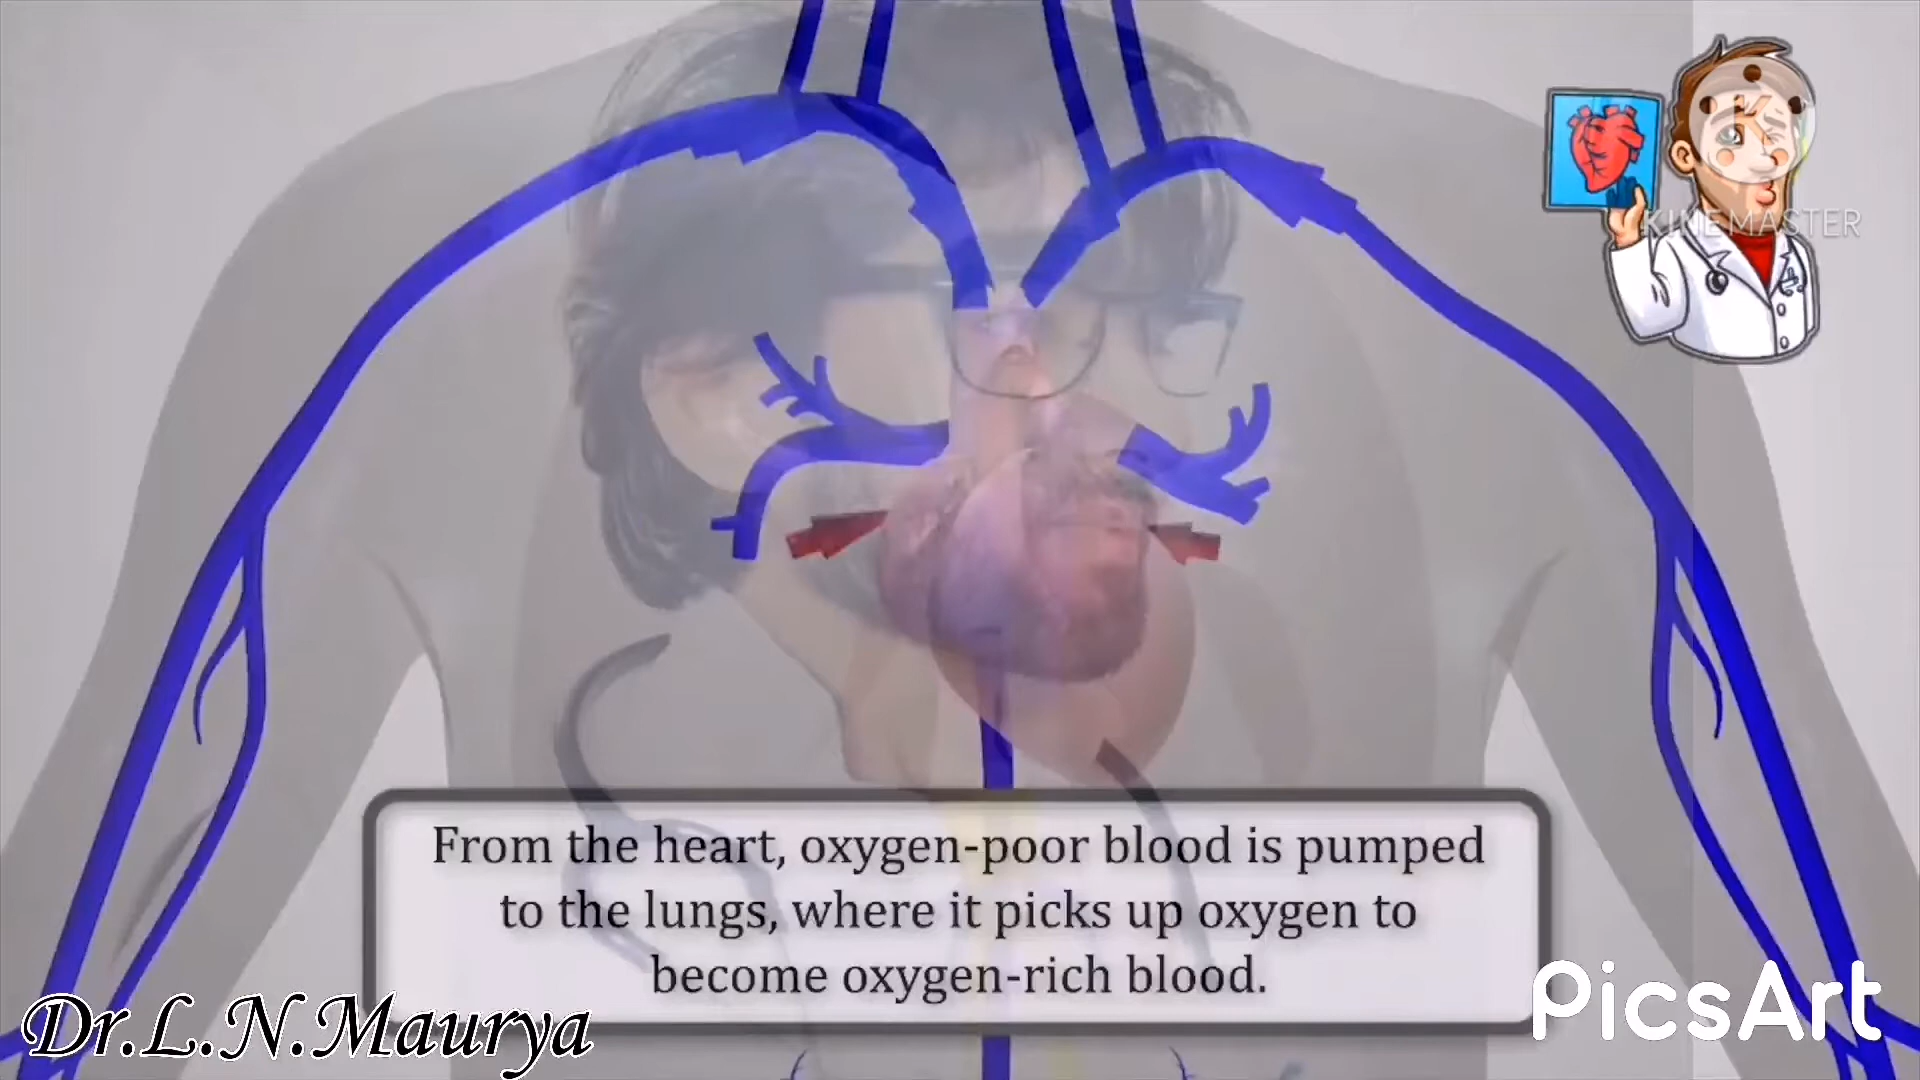 K
KINEMASTER
From the heart, oxygen-poor blood is pumped
to the lungs, where it picks up oxygen to
become oxygen-rich blood.
Dr.L.N.Maurya
PicsArt